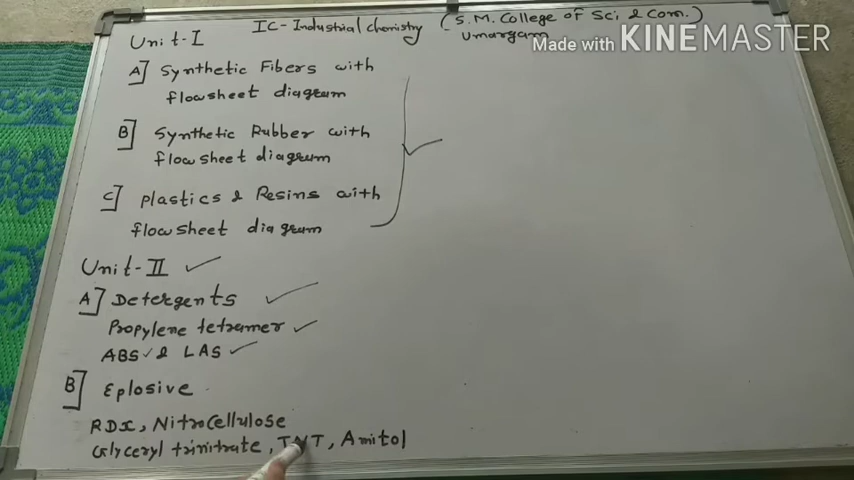 IC-Industrial chemistry (S.M. College of Sci. & Com.)
Umargam
Made with KINEMASTER
Unit-I
A] Synthetic Fibers with
flowsheet diagram
B] Synthetic Rubber with
flowsheet diagram
C] Plastics & Resins with
flowsheet diagram
Unit-II
A] Detergents
Propylene tetramer
ABS & LAS
B] Eplosive
RDX, Nitrocellulose
Glyceryl trinitrate, TNT, Amitol